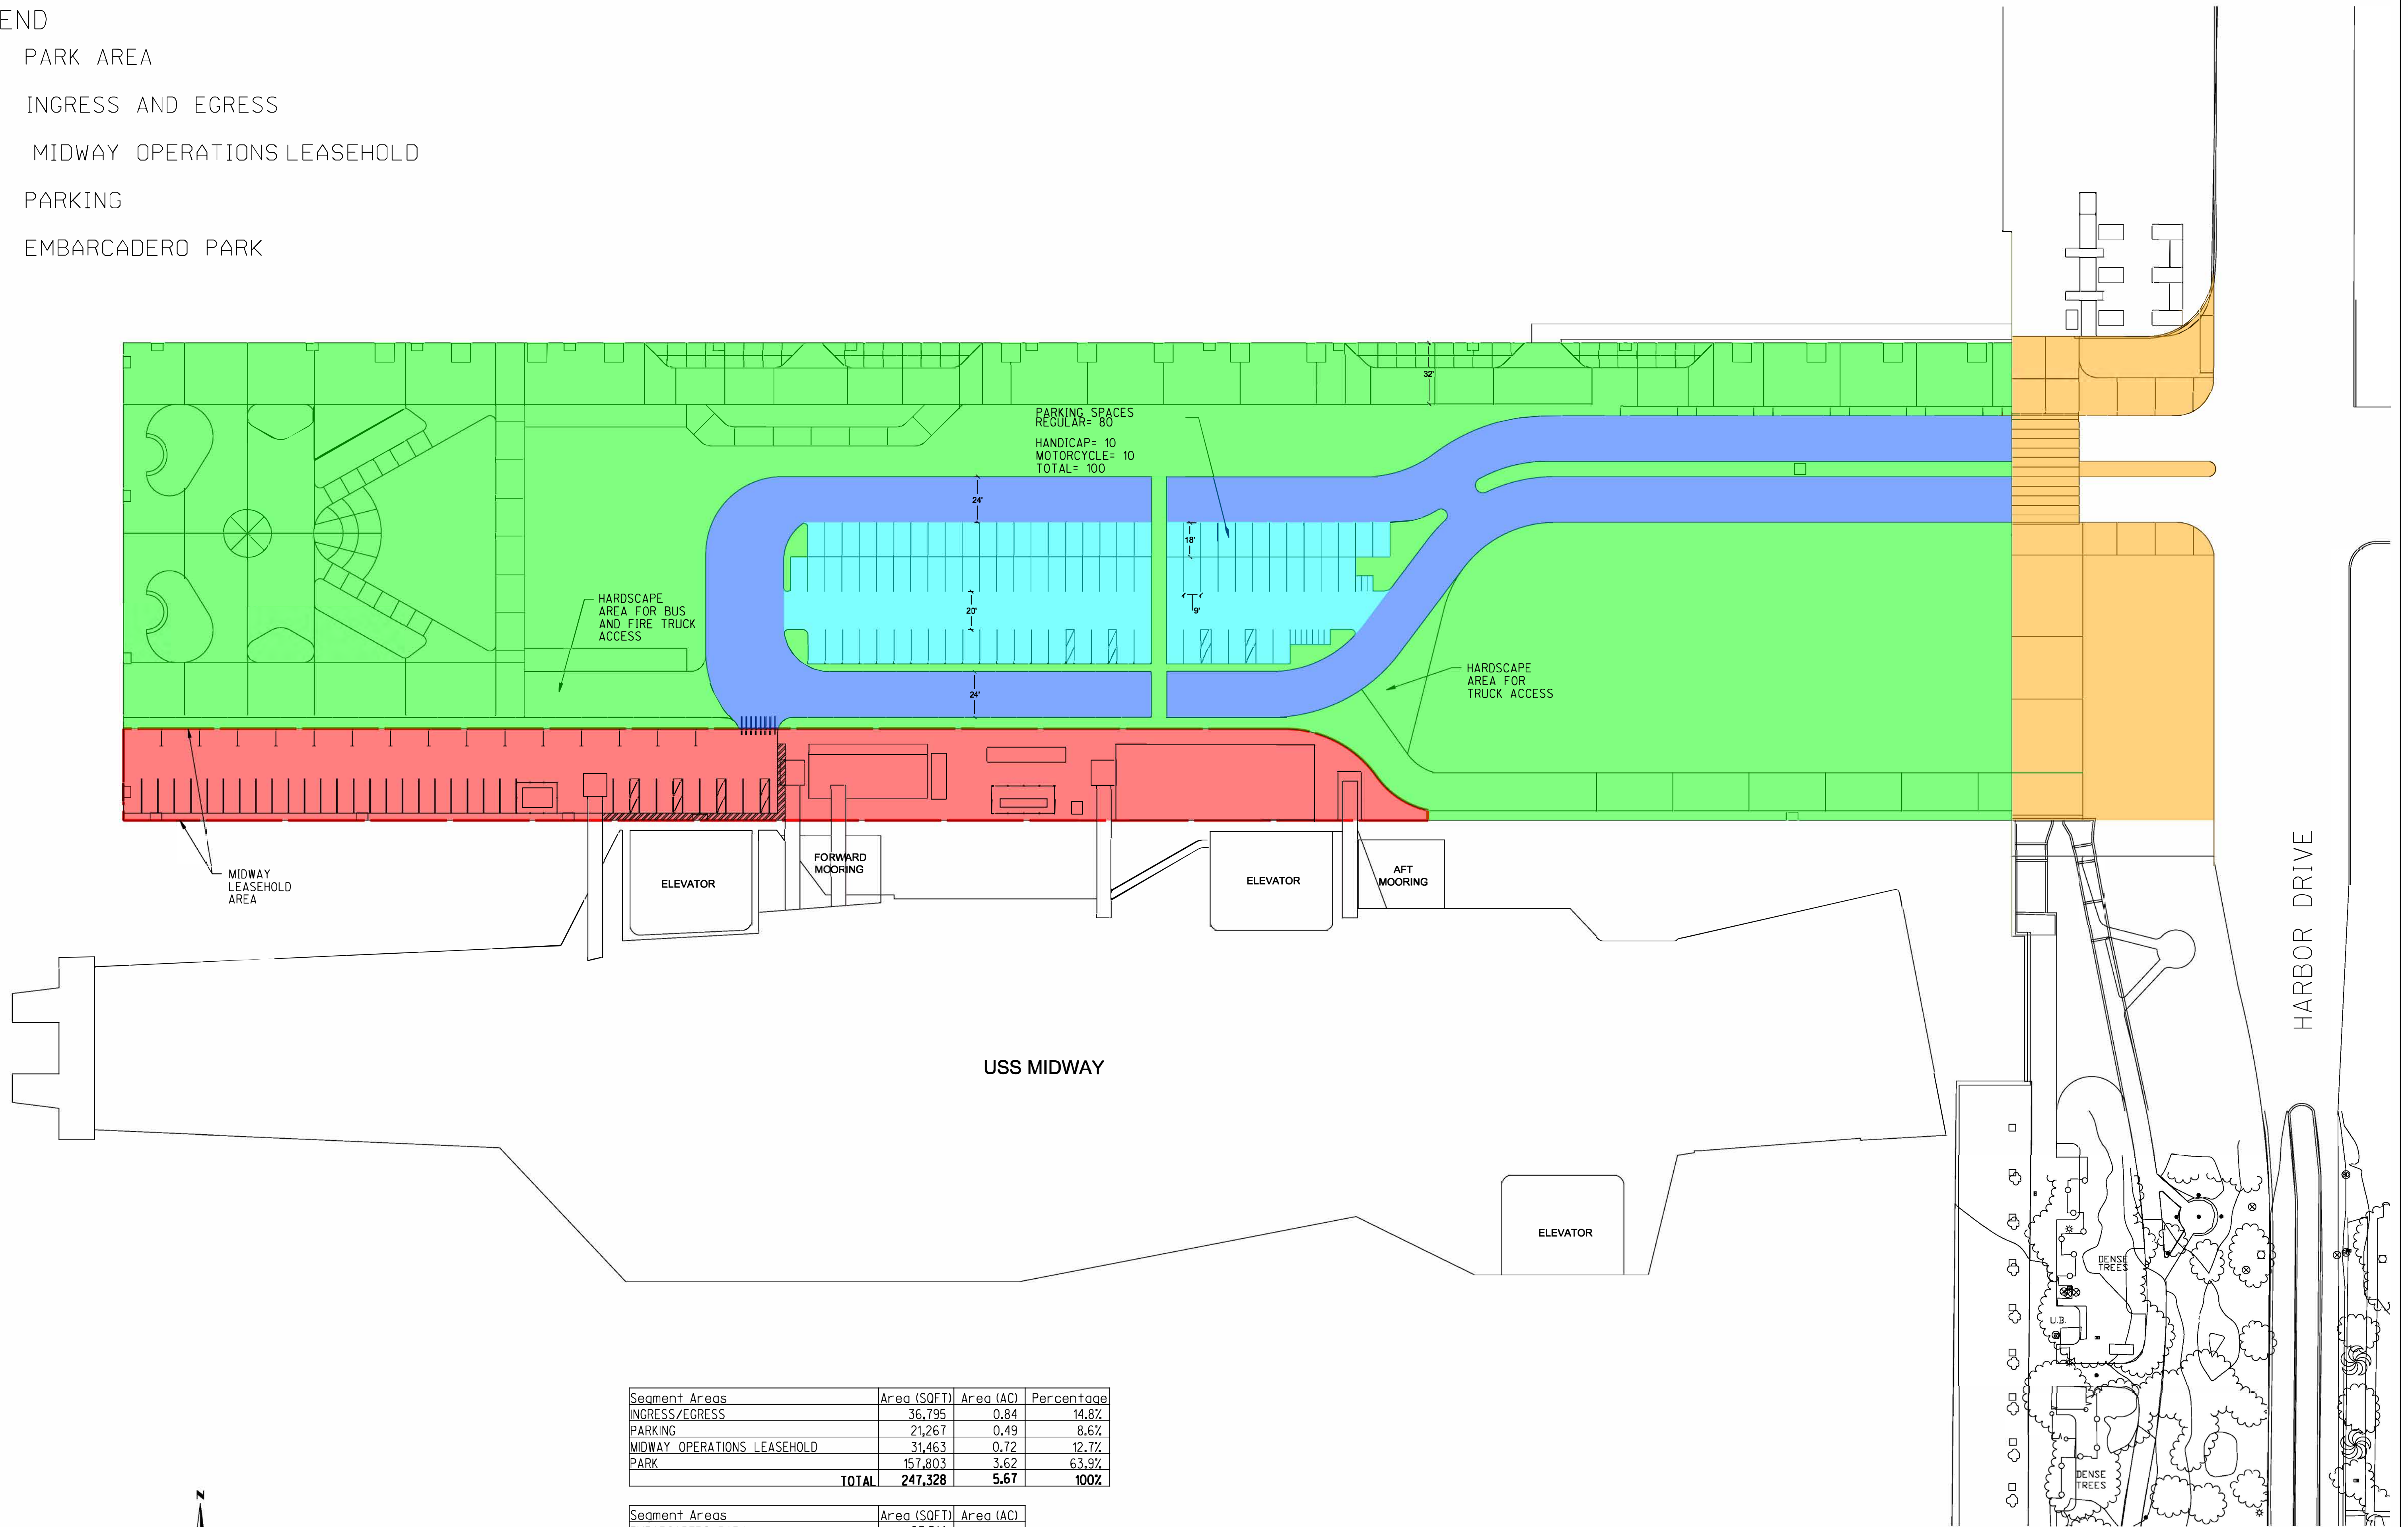 END
PARK AREA
INGRESS AND EGRESS
MIDWAY OPERATIONS LEASEHOLD
PARKING
EMBARCADERO PARK
32'
PARKING SPACES
REGULAR= 80
HANDICAP= 10
MOTORCYCLE= 10
TOTAL= 100
24'
18'
20'
9'
24'
HARDSCAPE
AREA FOR BUS
AND FIRE TRUCK
ACCESS
HARDSCAPE
AREA FOR
TRUCK ACCESS
MIDWAY
LEASEHOLD
AREA
ELEVATOR
FORWARD
MOORING
ELEVATOR
AFT
MOORING
HARBOR DRIVE
USS MIDWAY
ELEVATOR
DENSE
TREES
U.B.
DENSE
TREES
Segment Areas Area (SQFT) Area (AC) Percentage
INGRESS/EGRESS 36,795 0.84 14.8%
PARKING 21,267 0.49 8.6%
MIDWAY OPERATIONS LEASEHOLD 31,463 0.72 12.7%
PARK 157,803 3.62 63.9%
TOTAL 247,328 5.67 100%
Segment Areas Area (SQFT) Area (AC)
N